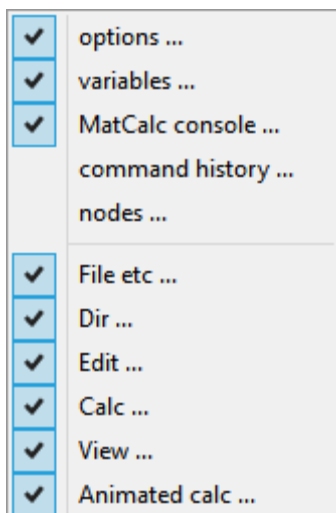 options ...
variables ...
MatCalc console ...
command history ...
nodes ...
File etc ...
Dir ...
Edit ...
Calc ...
View ...
Animated calc ...